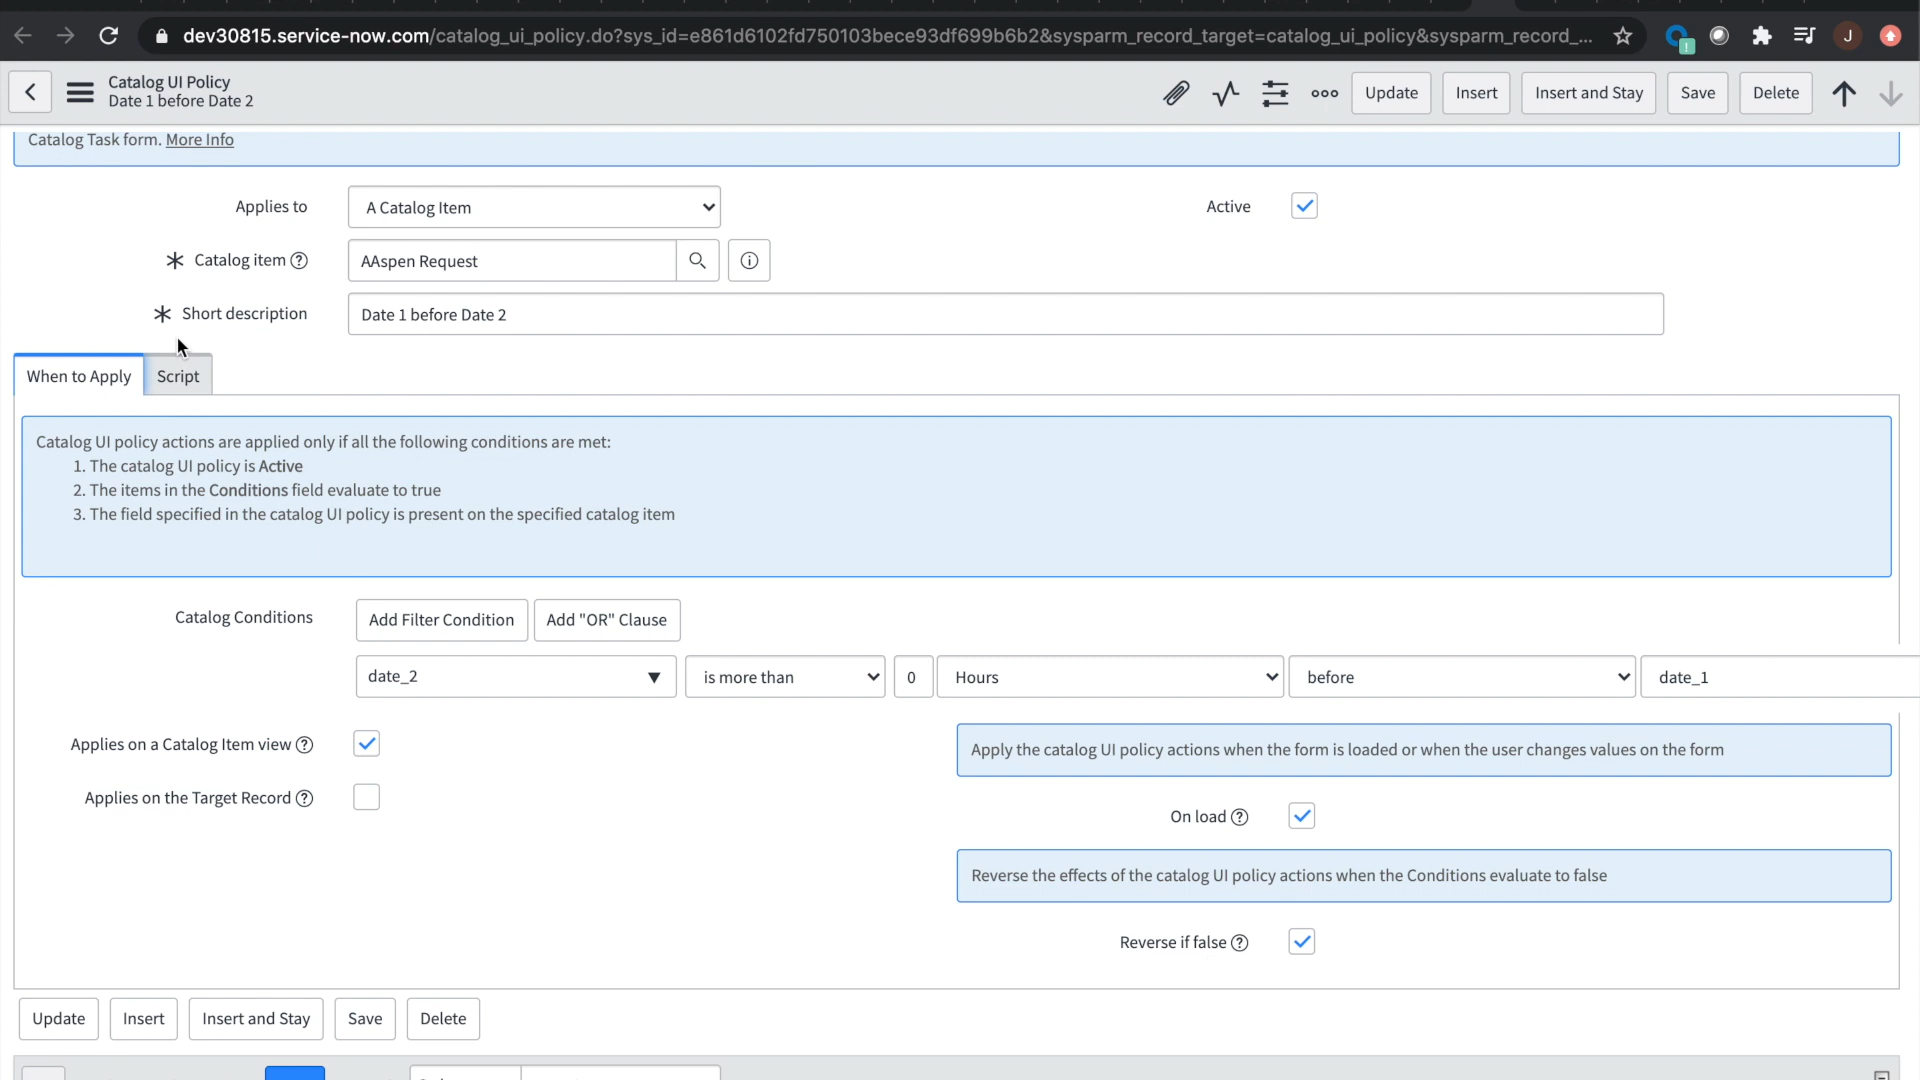 dev30815.service-now.com/catalog_ui_policy.do?sys_id=e861d6102fd750103bece93df699b6b2&sysparm_record_target=catalog_ui_policy&sysparm_record_...
J
Catalog UI Policy
Date 1 before Date 2
Update
Insert
Insert and Stay
Save
Delete
Catalog Task form. More Info
Applies to
A Catalog Item
Active
Catalog item
AAspen Request
Short description
Date 1 before Date 2
When to Apply
Script
Catalog UI policy actions are applied only if all the following conditions are met:
1. The catalog UI policy is Active
2. The items in the Conditions field evaluate to true
3. The field specified in the catalog UI policy is present on the specified catalog item
Catalog Conditions
Add Filter Condition
Add "OR" Clause
date_2
is more than
0
Hours
before
date_1
Applies on a Catalog Item view
Apply the catalog UI policy actions when the form is loaded or when the user changes values on the form
Applies on the Target Record
On load
Reverse the effects of the catalog UI policy actions when the Conditions evaluate to false
Reverse if false
Update
Insert
Insert and Stay
Save
Delete